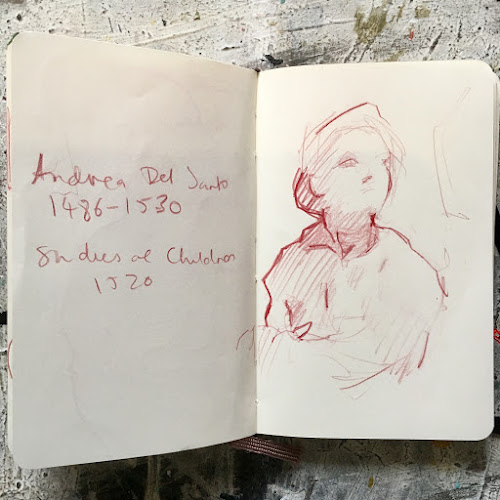 Andrea Del Sarto
1486-1530
Studies of Children
1520